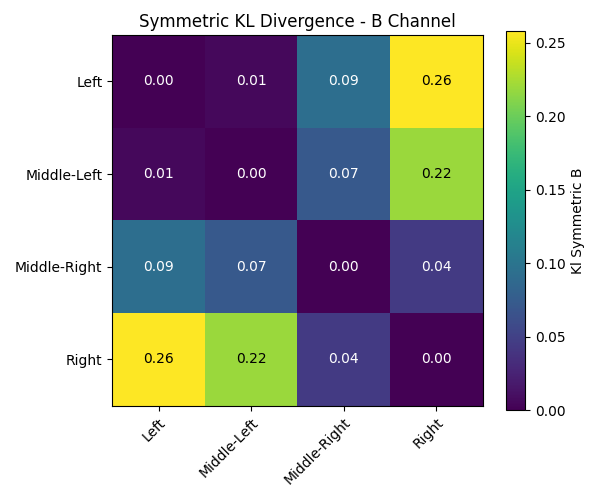 Symmetric KL Divergence - B Channel
Left 0.00 0.01 0.09 0.26
Middle-Left 0.01 0.00 0.07 0.22
Middle-Right 0.09 0.07 0.00 0.04
Right 0.26 0.22 0.04 0.00
Left Middle-Left Middle-Right Right
0.25
0.20
0.15
0.10
0.05
0.00
Kl Symmetric B